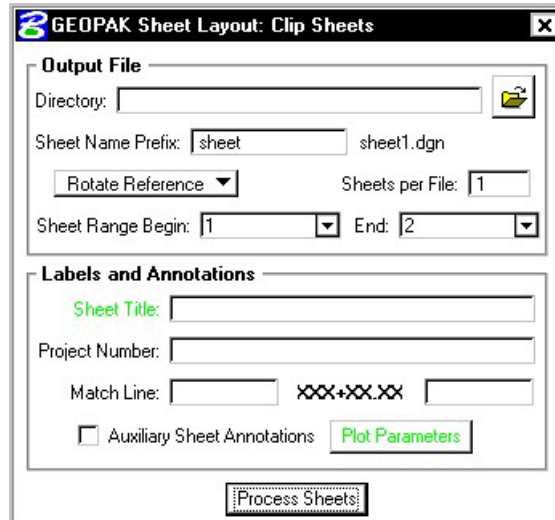 GEOPAK Sheet Layout: Clip Sheets
Output File
Directory:
Sheet Name Prefix: sheet sheet1.dgn
Rotate Reference Sheets per File: 1
Sheet Range Begin: 1 End: 2
Labels and Annotations
Sheet Title:
Project Number:
Match Line: XXX+XX.XX
Auxiliary Sheet Annotations Plot Parameters
Process Sheets